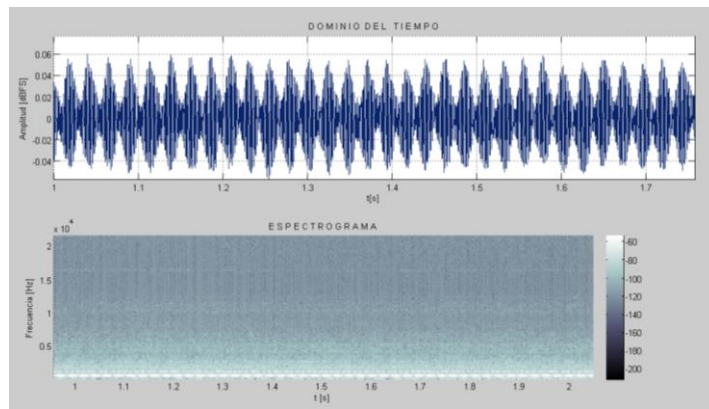 DOMINIO DEL TIEMPO
Amplitud [dBFS]
0.06
0.04
0.02
0
-0.02
-0.04
1 1.1 1.2 1.3 1.4 1.5 1.6 1.7
t[s]
ESPECTROGRAMA
x 10^4
Frecuencia [Hz]
2
1.5
1
0.5
1 1.1 1.2 1.3 1.4 1.5 1.6 1.7 1.8 1.9 2
t [s]
-60
-80
-100
-120
-140
-160
-180
-200